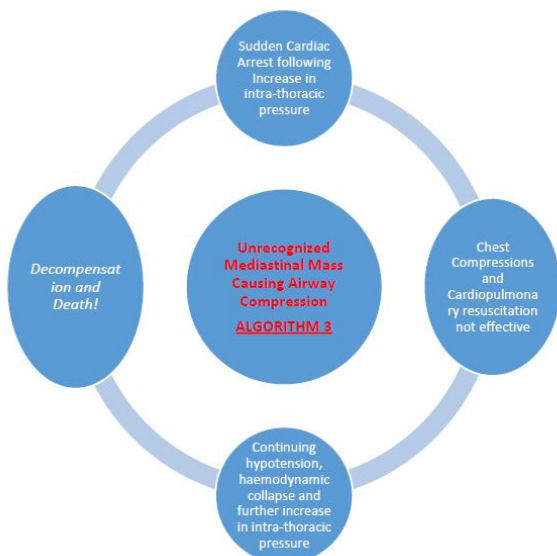 Sudden Cardiac
Arrest following
Increase in
intra-thoracic
pressure
Unrecognized
Mediastinal Mass
Causing Airway
Compression
ALGORITHM 3
Chest
Compressions
and
Cardiopulmona
ry resuscitation
not effective
Continuing
hypotension,
haemodynamic
collapse and
further increase
in intra-thoracic
pressure
Decompensat
ion and
Death!